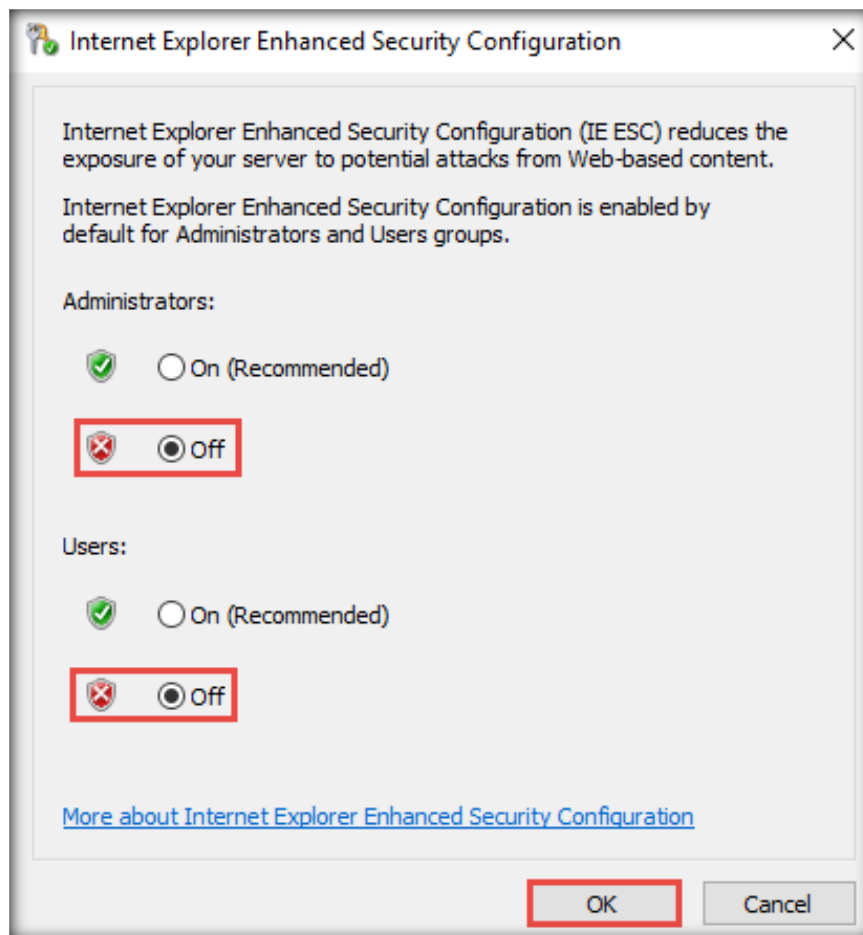 Internet Explorer Enhanced Security Configuration
Internet Explorer Enhanced Security Configuration (IE ESC) reduces the
exposure of your server to potential attacks from Web-based content.
Internet Explorer Enhanced Security Configuration is enabled by
default for Administrators and Users groups.
Administrators:
On (Recommended)
Off
Users:
On (Recommended)
Off
More about Internet Explorer Enhanced Security Configuration
OK Cancel